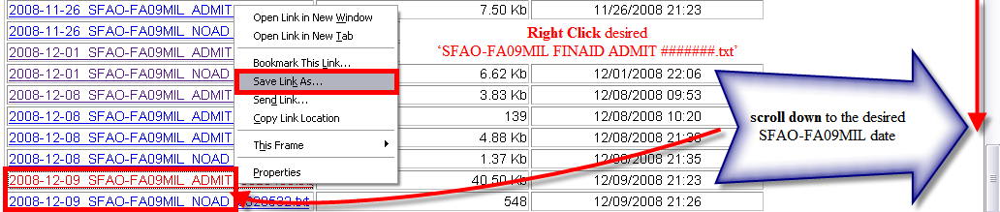 2008-11-26 SFAO-FA09MIL ADMIT 7.50 Kb 11/26/2008 21:23
2008-11-26 SFAO-FA09MIL NOAD
2008-12-01 SFAO-FA09MIL ADMIT
2008-12-01 SFAO-FA09MIL NOAD 6.62 Kb 12/01/2008 22:06
2008-12-08 SFAO-FA09MIL ADMIT 3.83 Kb 12/08/2008 09:53
2008-12-08 SFAO-FA09MIL NOAD 139 12/08/2008 10:20
2008-12-08 SFAO-FA09MIL ADMIT 4.88 Kb 12/08/2008
2008-12-08 SFAO-FA09MIL NOAD 1.37 Kb 12/08/2008 21:35
2008-12-09 SFAO-FA09MIL ADMIT 40.50 Kb 12/09/2008 21:23
2008-12-09 SFAO-FA09MIL NOAD 548 12/09/2008 21:26
Open Link in New Window
Open Link in New Tab
Bookmark This Link...
Save Link As...
Send Link...
Copy Link Location
This Frame
Properties
Right Click desired
‘SFAO-FA09MIL FINAID ADMIT #######.txt’
scroll down to the desired
SFAO-FA09MIL date